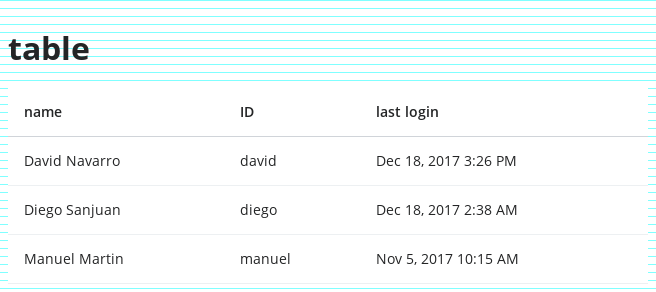 table
name ID last login
David Navarro david Dec 18, 2017 3:26 PM
Diego Sanjuan diego Dec 18, 2017 2:38 AM
Manuel Martin manuel Nov 5, 2017 10:15 AM